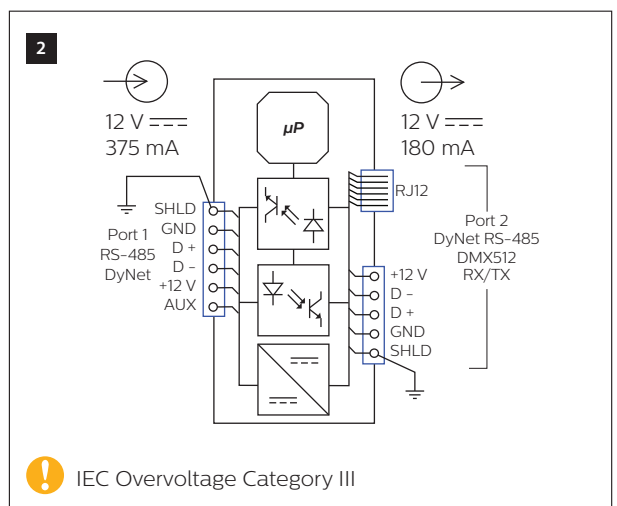 2
12 V
375 mA
12 V
180 mA
µP
RJ12
Port 1
RS-485
DyNet
SHLD
GND
D +
D -
+12 V
AUX
+12 V
D -
D +
GND
SHLD
Port 2
DyNet RS-485
DMX512
RX/TX
! IEC Overvoltage Category III